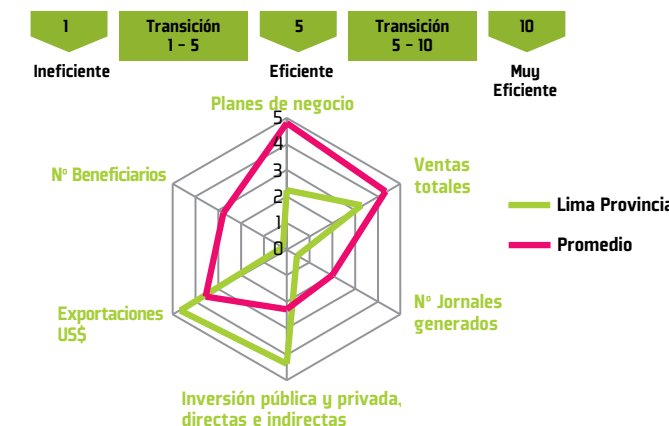 1
Transición
1 - 5
5
Transición
5 - 10
10
Ineficiente
Eficiente
Muy
Eficiente
Planes de negocio
5
4
3
2
1
0
Nº Beneficiarios
Ventas
totales
Lima Provincia
Promedio
Exportaciones
US$
Nº Jornales
generados
Inversión pública y privada,
directas e indirectas